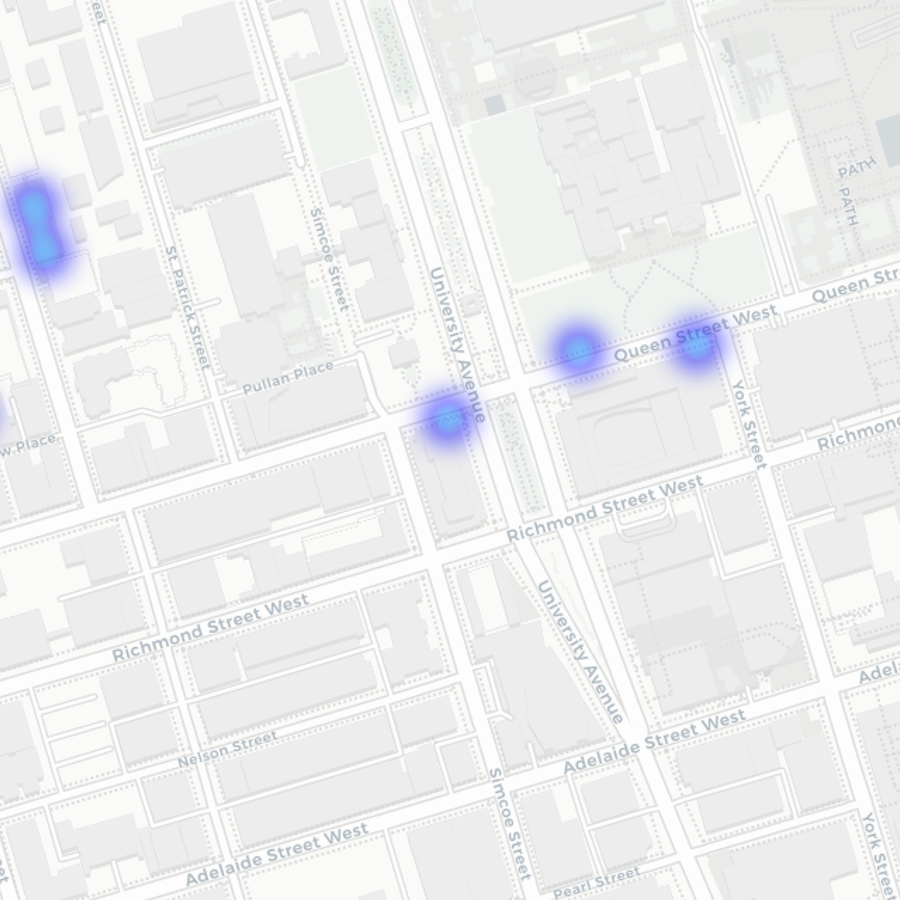 reet
PATH
PATH
Simcoe Street
St. Patrick Street
University Avenue
Queen Str
Queen Street West
Pullan Place
York Street
w Place
Richmond
Richmond Street West
University Avenue
Richmond Street West
Adela
Nelson Street
Adelaide Street West
Simcoe Street
York Street
Adelaide Street West
Pearl Street